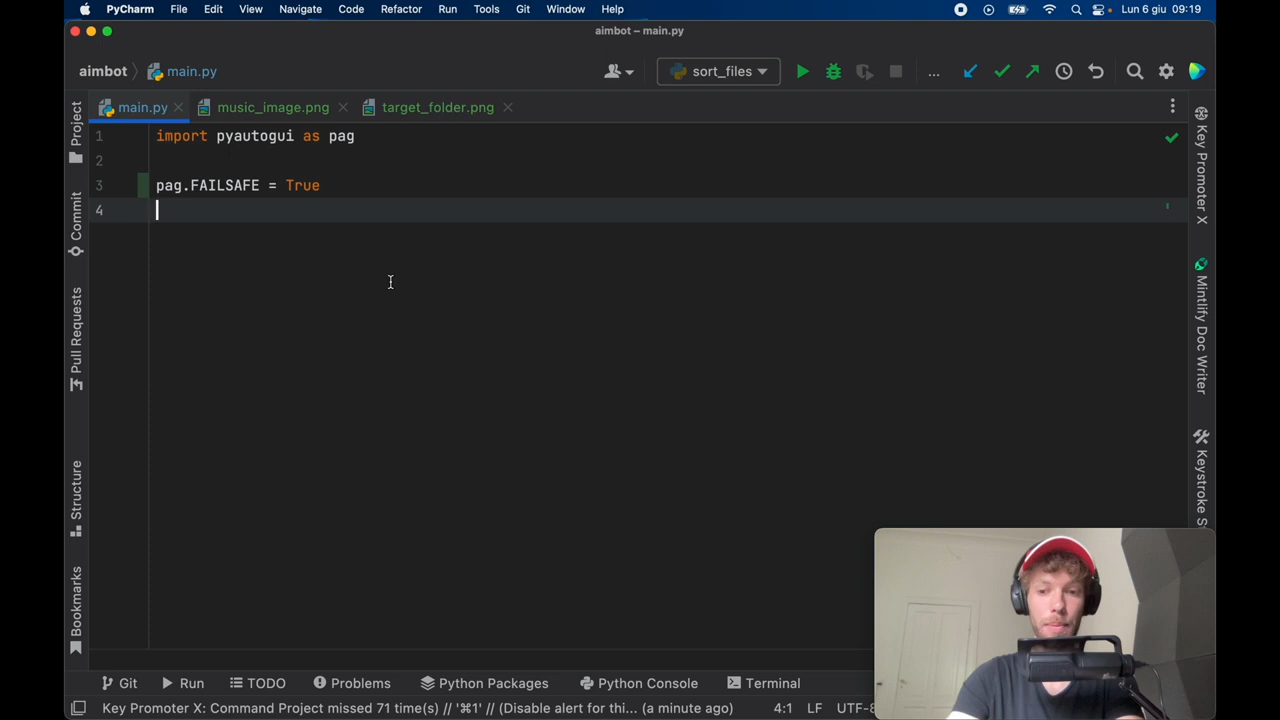 PyCharm File Edit View Navigate Code Refactor Run Tools Git Window Help Lun 6 giu 09:19
aimbot – main.py
aimbot main.py sort_files ...
main.py music_image.png target_folder.png
1 import pyautogui as pag
2
3 pag.FAILSAFE = True
4
Project
Commit
Pull Requests
Structure
Bookmarks
Key Promoter X
Mintlify Doc Writer
Keystroke S
Git Run TODO Problems Python Packages Python Console Terminal
Key Promoter X: Command Project missed 71 time(s) // '⌘1' // (Disable alert for thi... (a minute ago) 4:1 LF UTF-8